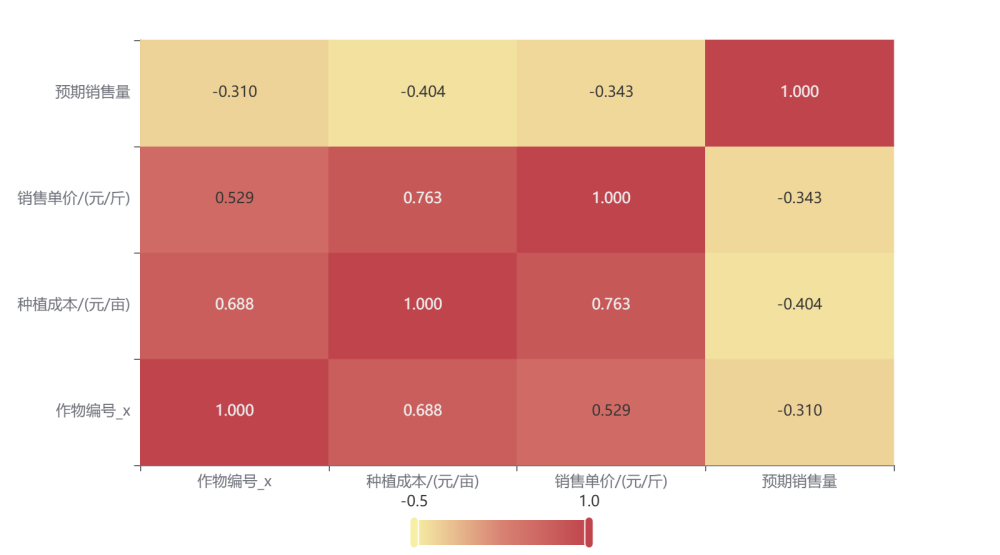 预期销售量 -0.310 -0.404 -0.343 1.000
销售单价/(元/斤) 0.529 0.763 1.000 -0.343
种植成本/(元/亩) 0.688 1.000 0.763 -0.404
作物编号_x 1.000 0.688 0.529 -0.310
作物编号_x 种植成本/(元/亩) 销售单价/(元/斤) 预期销售量
-0.5 1.0